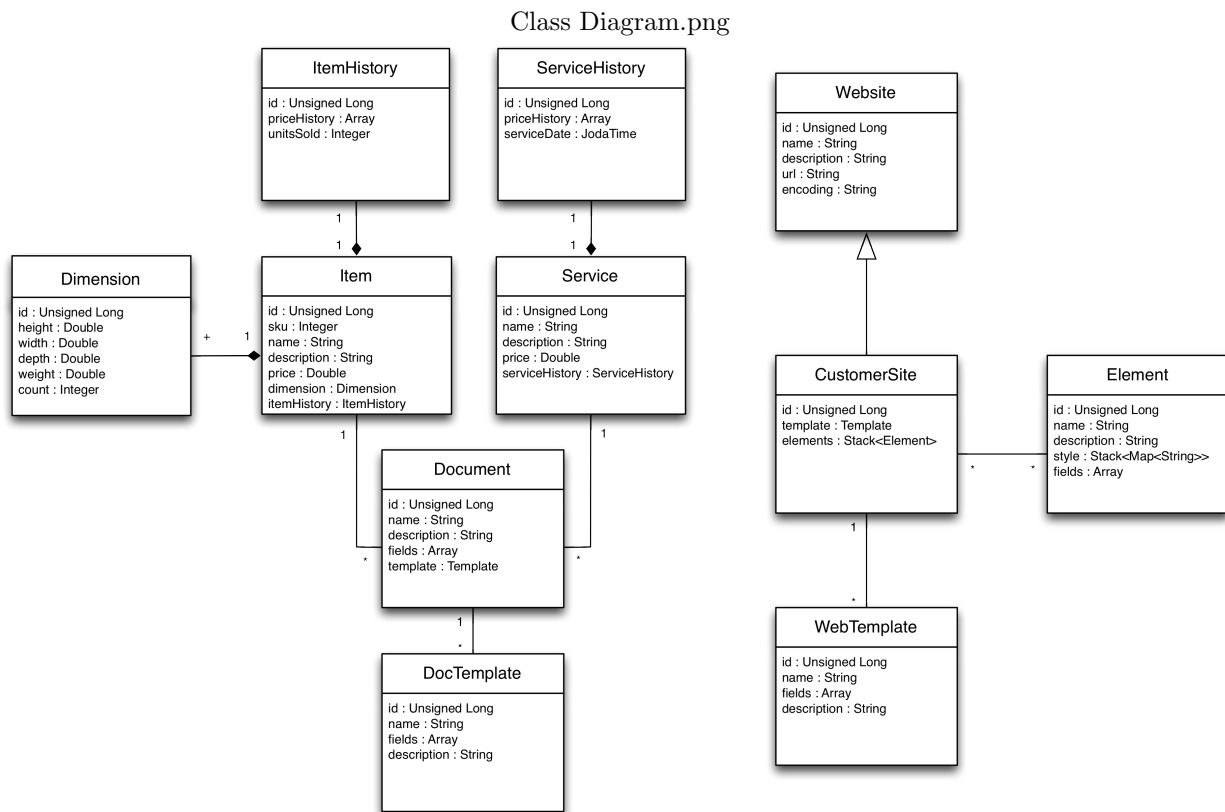 Class Diagram.png
ItemHistory
id : Unsigned Long
priceHistory : Array
unitsSold : Integer
ServiceHistory
id : Unsigned Long
priceHistory : Array
serviceDate : JodaTime
Website
id : Unsigned Long
name : String
description : String
url : String
encoding : String
1
1
1
1
Dimension
id : Unsigned Long
height : Double
width : Double
depth : Double
weight : Double
count : Integer
+
1
Item
id : Unsigned Long
sku : Integer
name : String
description : String
price : Double
dimension : Dimension
itemHistory : ItemHistory
Service
id : Unsigned Long
name : String
description : String
price : Double
serviceHistory : ServiceHistory
CustomerSite
id : Unsigned Long
template : Template
elements : Stack<Element>
*
*
Element
id : Unsigned Long
name : String
description : String
style : Stack<Map<String>>
fields : Array
1
1
Document
id : Unsigned Long
name : String
description : String
fields : Array
template : Template
*
*
1
*
1
*
DocTemplate
id : Unsigned Long
name : String
fields : Array
description : String
WebTemplate
id : Unsigned Long
name : String
fields : Array
description : String